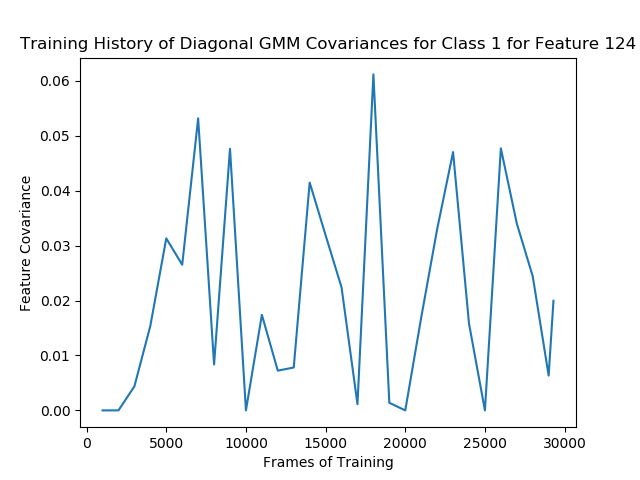 Training History of Diagonal GMM Covariances for Class 1 for Feature 124
0.06
0.05
0.04
0.03
0.02
0.01
0.00
Feature Covariance
0 5000 10000 15000 20000 25000 30000
Frames of Training